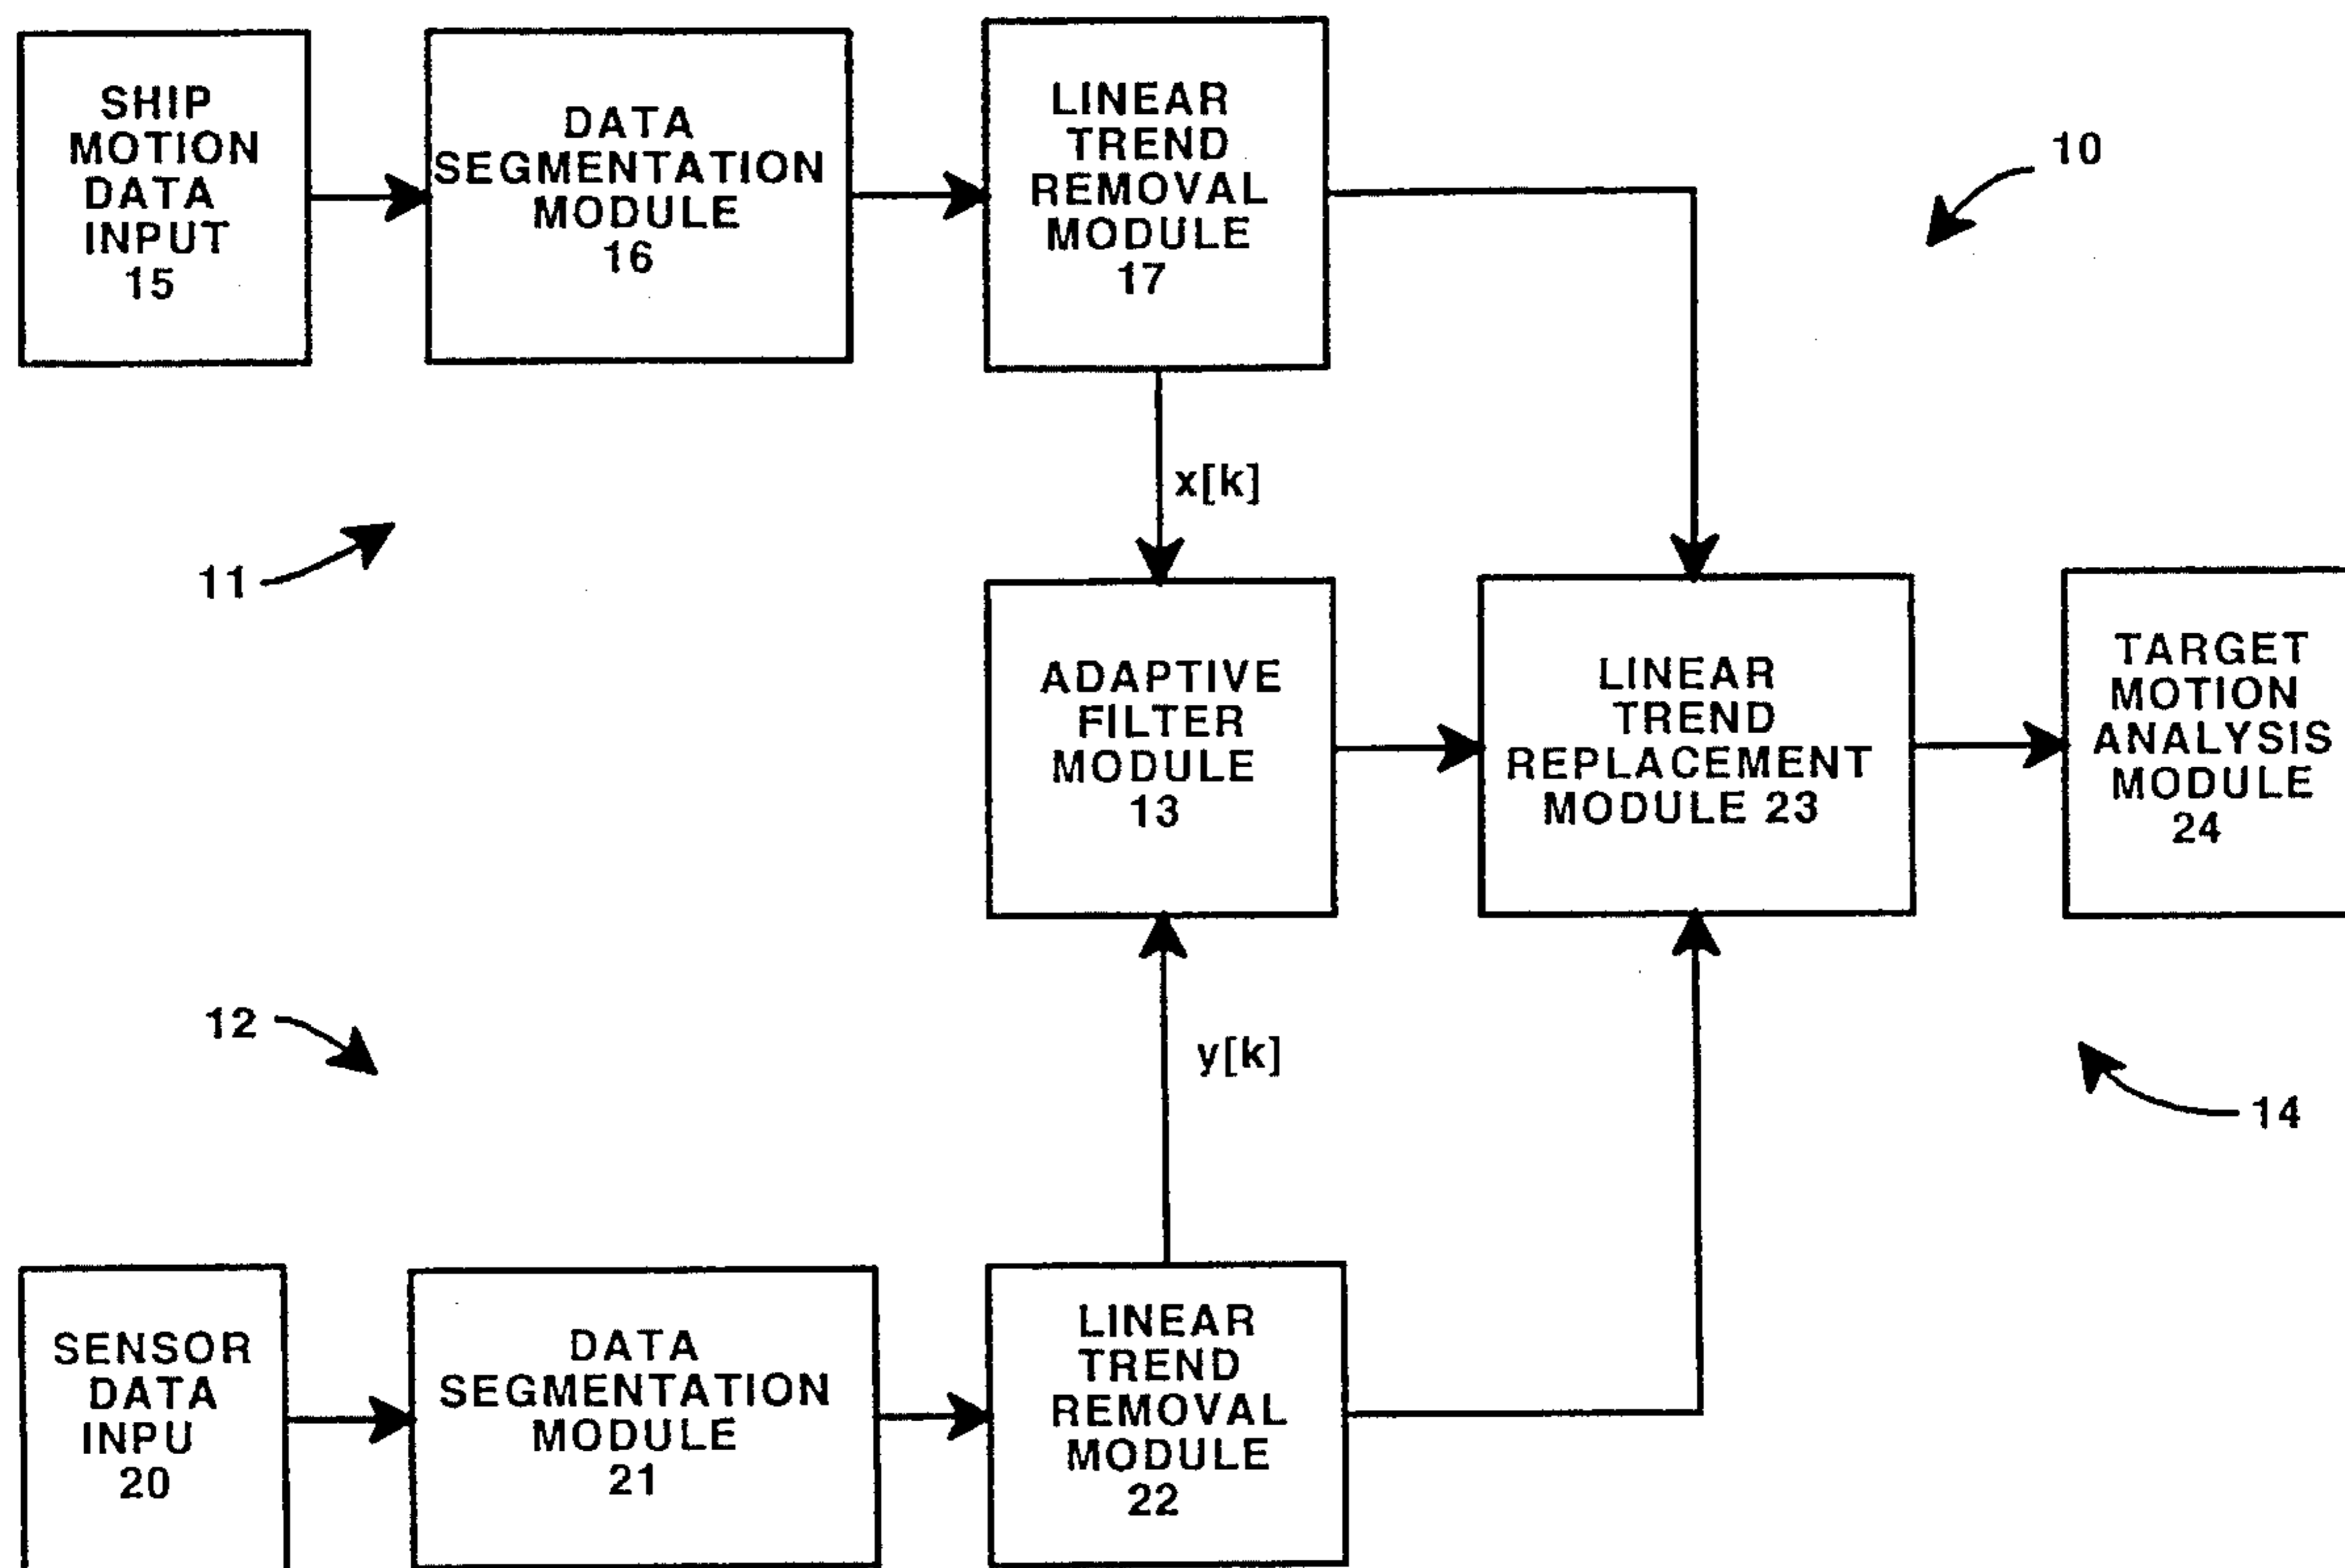 SHIP
MOTION
DATA
INPUT
15
DATA
SEGMENTATION
MODULE
16
LINEAR
TREND
REMOVAL
MODULE
17
10
x[k]
11
ADAPTIVE
FILTER
MODULE
13
LINEAR
TREND
REPLACEMENT
MODULE 23
TARGET
MOTION
ANALYSIS
MODULE
24
12
y[k]
14
SENSOR
DATA
INPU
20
DATA
SEGMENTATION
MODULE
21
LINEAR
TREND
REMOVAL
MODULE
22